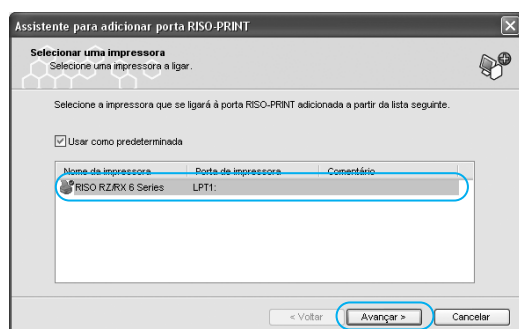 Assistente para adicionar porta RISO-PRINT
Selecionar uma impressora
Selecione uma impressora a ligar.
Selecione a impressora que se ligará à porta RISO-PRINT adicionada a partir da lista seguinte.
Usar como predeterminada
Nome da impressora Porta de impressora Comentário
RISO RZ/RX 6 Series LPT1:
< Voltar Avançar > Cancelar